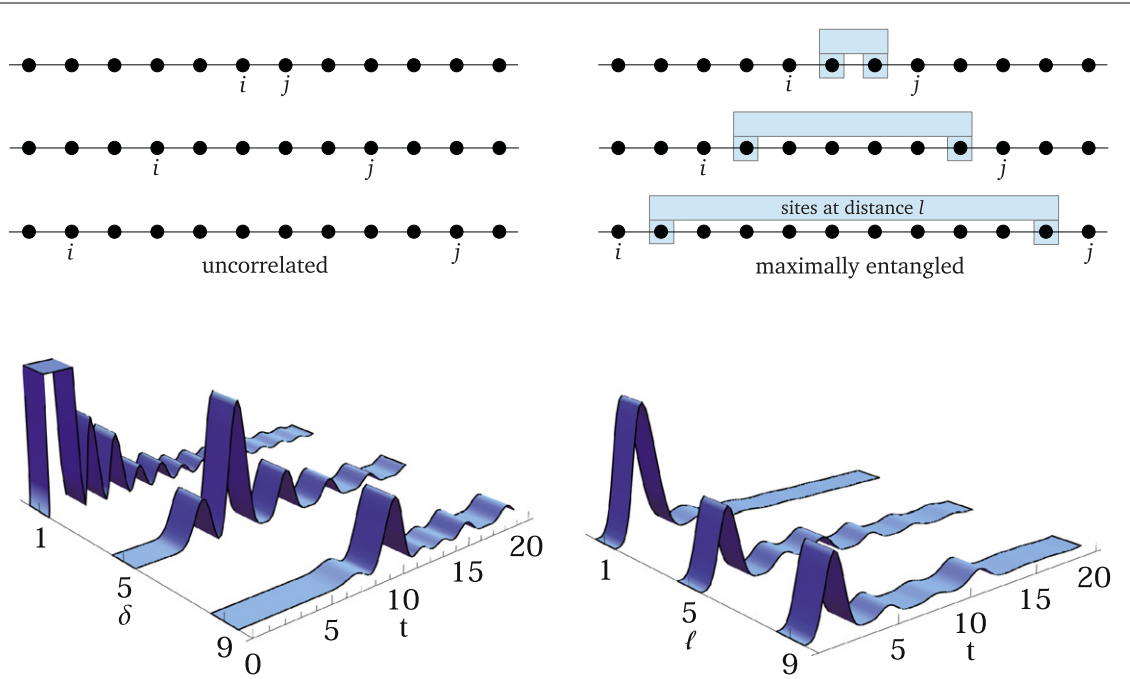 i j
i j
i j
uncorrelated
i j
i j
sites at distance l
i j
maximally entangled
1
5
δ
9
0
5
10
t
15
20
1
5
ℓ
9
5
10
t
15
20